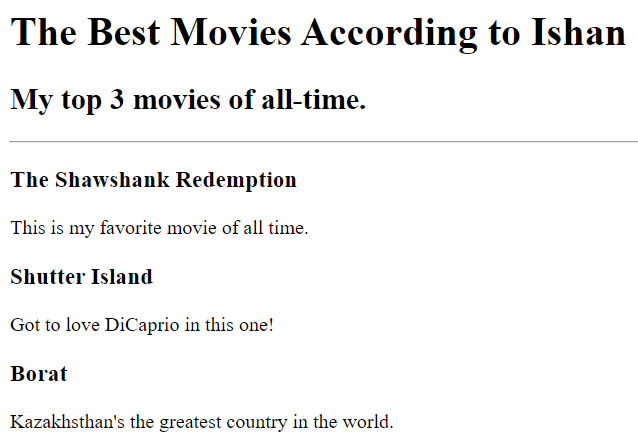 The Best Movies According to Ishan
My top 3 movies of all-time.
The Shawshank Redemption
This is my favorite movie of all time.
Shutter Island
Got to love DiCaprio in this one!
Borat
Kazakhsthan's the greatest country in the world.